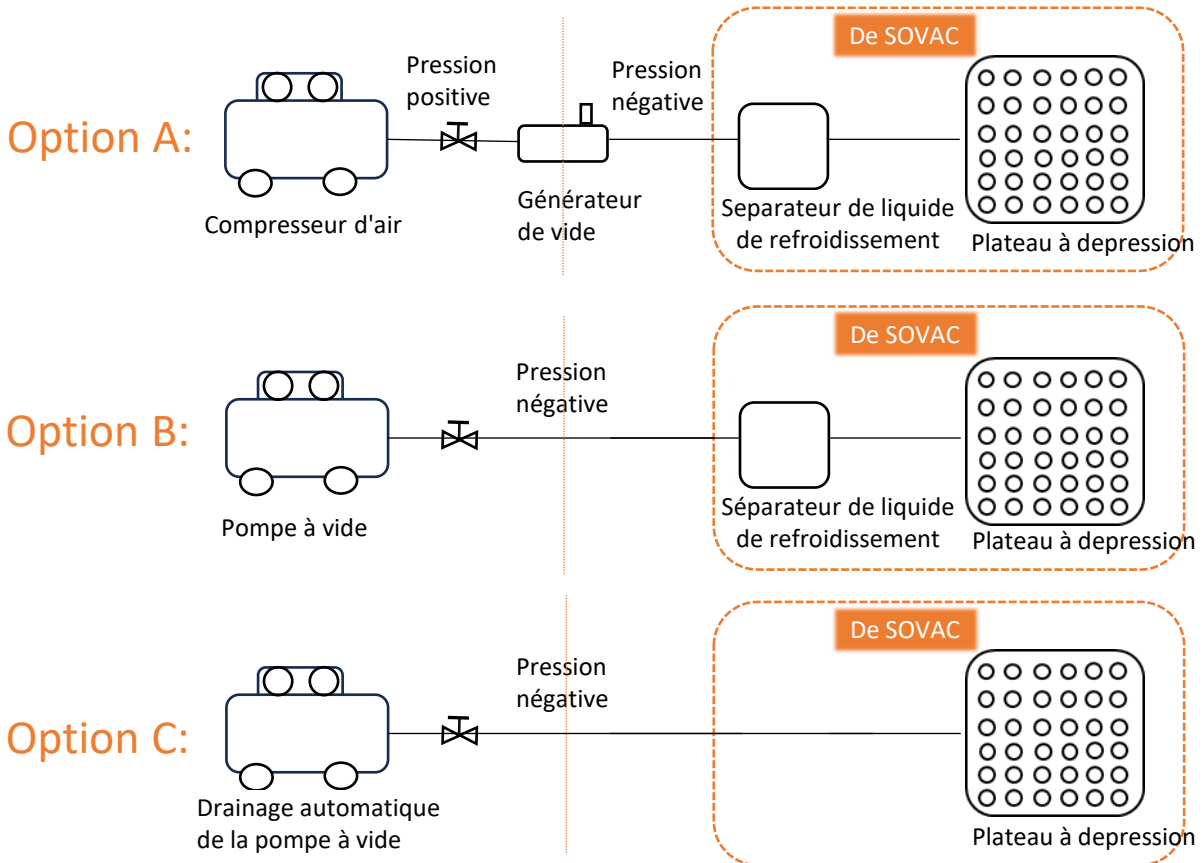 De SOVAC
Pression
positive
Pression
négative
Option A:
Compresseur d'air
Générateur
de vide
Separateur de liquide
de refroidissement
Plateau à depression
De SOVAC
Pression
négative
Option B:
Pompe à vide
Séparateur de liquide
de refroidissement
Plateau à depression
De SOVAC
Pression
négative
Option C:
Drainage automatique
de la pompe à vide
Plateau à depression